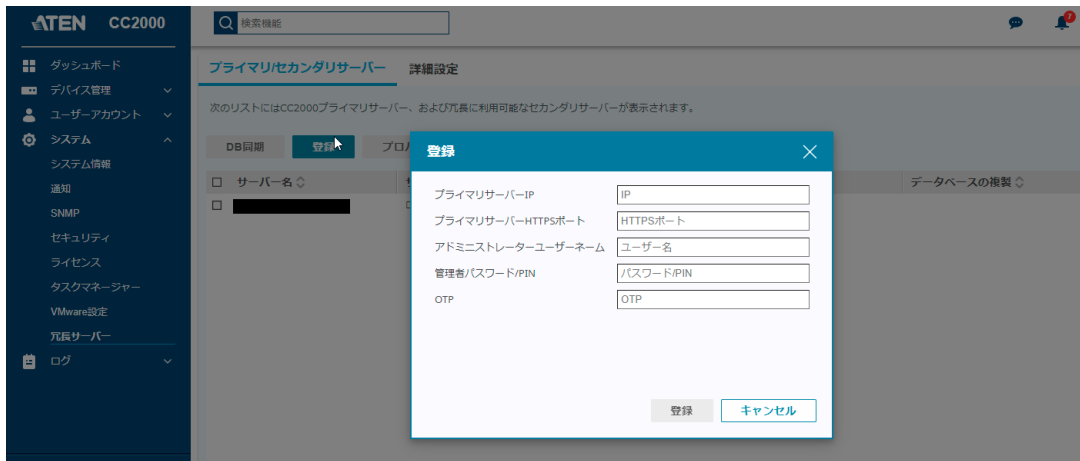 ATEN CC2000
検索機能
7
ダッシュボード
デバイス管理
ユーザーアカウント
システム
システム情報
通知
SNMP
セキュリティ
ライセンス
タスクマネージャー
VMware設定
冗長サーバー
ログ
プライマリ/セカンダリサーバー 詳細設定
次のリストにはCC2000プライマリサーバー、および冗長に利用可能なセカンダリサーバーが表示されます。
DB同期 登録 プロ
サーバー名 データベースの複製
登録
プライマリサーバーIP IP
プライマリサーバーHTTPSポート HTTPSポート
アドミニストレーターユーザーネーム ユーザー名
管理者パスワード/PIN パスワード/PIN
OTP OTP
登録 キャンセル